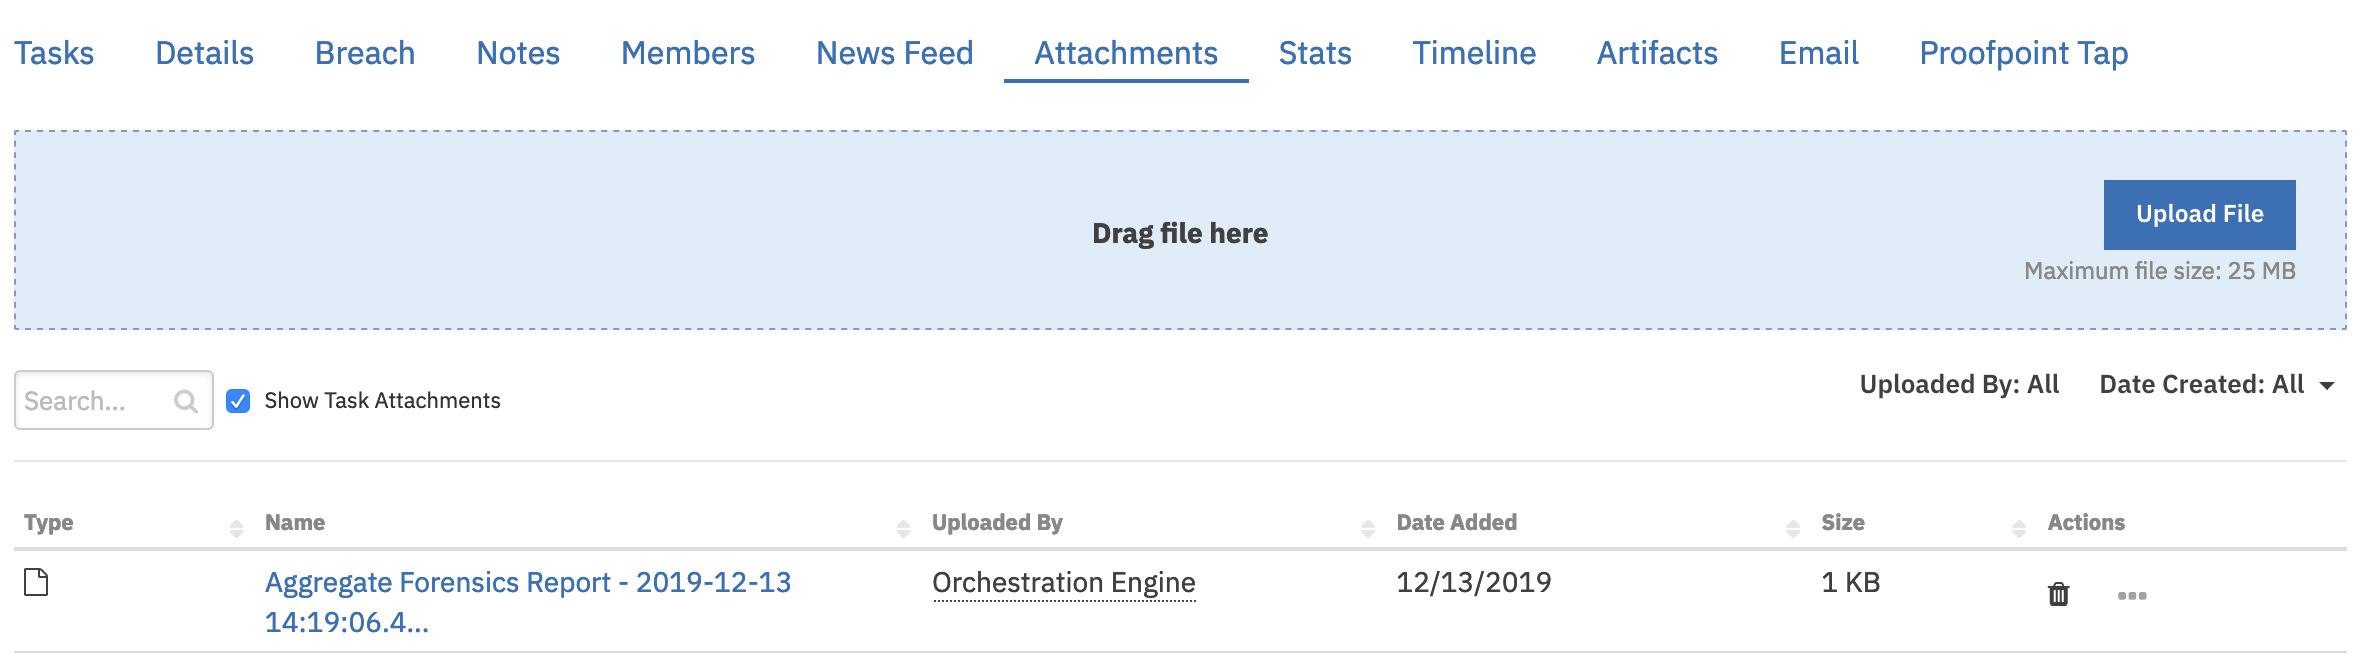 Tasks Details Breach Notes Members News Feed Attachments Stats Timeline Artifacts Email Proofpoint Tap
Drag file here
Upload File
Maximum file size: 25 MB
Search...
Show Task Attachments
Uploaded By: All Date Created: All
Type Name Uploaded By Date Added Size Actions
Aggregate Forensics Report - 2019-12-13 Orchestration Engine 12/13/2019 1 KB
14:19:06.4...